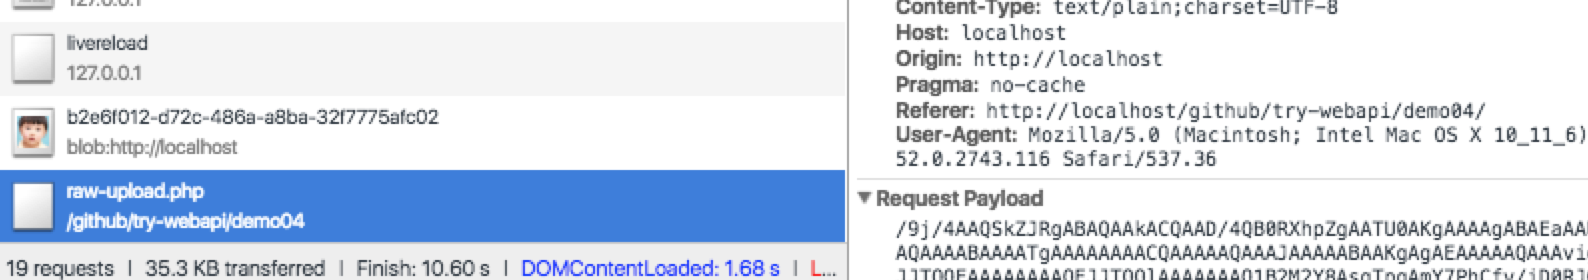 127.0.0.1
livereload
127.0.0.1
b2e6f012-d72c-486a-a8ba-32f7775afc02
blob:http://localhost
raw-upload.php
/github/try-webapi/demo04
19 requests | 35.3 KB transferred | Finish: 10.60 s | DOMContentLoaded: 1.68 s | L...
Content-Type: text/plain;charset=UTF-8
Host: localhost
Origin: http://localhost
Pragma: no-cache
Referer: http://localhost/github/try-webapi/demo04/
User-Agent: Mozilla/5.0 (Macintosh; Intel Mac OS X 10_11_6)
52.0.2743.116 Safari/537.36
Request Payload
/9j/4AAQSkZJRgABAQAAkACQAAD/4QB0RXhpZgAATU0AKgAAAAgABAEaAA
AQAAAABAAAATgAAAAAAAACQAAAAAQAAAJAAAAABAAKgAgAEAAAAAQAAAvi